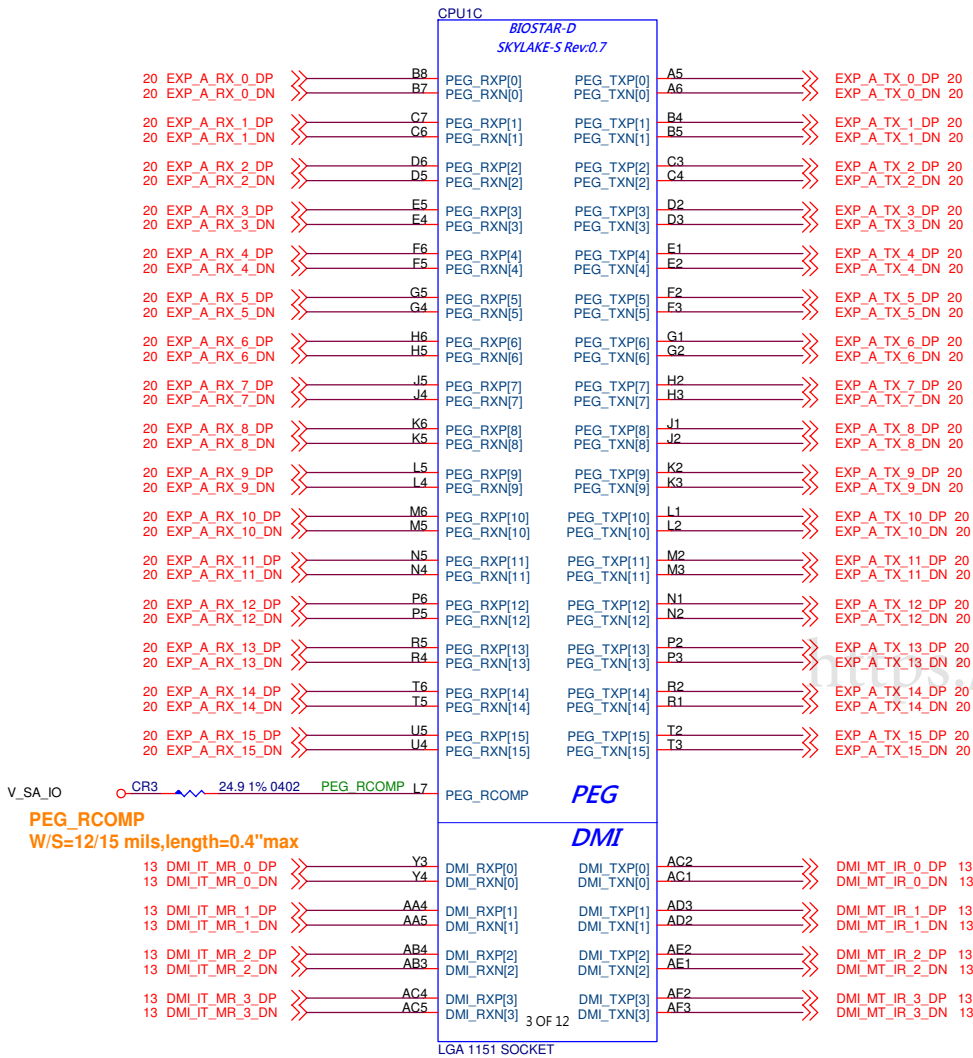 CPU1C
BIOSTAR-D
SKYLAKE-S Rev:0.7
20 EXP_A_RX_0_DP B8 PEG_RXP[0] PEG_TXP[0] A5 EXP_A_TX_0_DP 20
20 EXP_A_RX_0_DN B7 PEG_RXN[0] PEG_TXN[0] A6 EXP_A_TX_0_DN 20
20 EXP_A_RX_1_DP C7 PEG_RXP[1] PEG_TXP[1] B4 EXP_A_TX_1_DP 20
20 EXP_A_RX_1_DN C6 PEG_RXN[1] PEG_TXN[1] B5 EXP_A_TX_1_DN 20
20 EXP_A_RX_2_DP D6 PEG_RXP[2] PEG_TXP[2] C3 EXP_A_TX_2_DP 20
20 EXP_A_RX_2_DN D5 PEG_RXN[2] PEG_TXN[2] C4 EXP_A_TX_2_DN 20
20 EXP_A_RX_3_DP E5 PEG_RXP[3] PEG_TXP[3] D2 EXP_A_TX_3_DP 20
20 EXP_A_RX_3_DN E4 PEG_RXN[3] PEG_TXN[3] D3 EXP_A_TX_3_DN 20
20 EXP_A_RX_4_DP F6 PEG_RXP[4] PEG_TXP[4] E1 EXP_A_TX_4_DP 20
20 EXP_A_RX_4_DN F5 PEG_RXN[4] PEG_TXN[4] E2 EXP_A_TX_4_DN 20
20 EXP_A_RX_5_DP G5 PEG_RXP[5] PEG_TXP[5] F2 EXP_A_TX_5_DP 20
20 EXP_A_RX_5_DN G4 PEG_RXN[5] PEG_TXN[5] F3 EXP_A_TX_5_DN 20
20 EXP_A_RX_6_DP H6 PEG_RXP[6] PEG_TXP[6] G1 EXP_A_TX_6_DP 20
20 EXP_A_RX_6_DN H5 PEG_RXN[6] PEG_TXN[6] G2 EXP_A_TX_6_DN 20
20 EXP_A_RX_7_DP J5 PEG_RXP[7] PEG_TXP[7] H2 EXP_A_TX_7_DP 20
20 EXP_A_RX_7_DN J4 PEG_RXN[7] PEG_TXN[7] H3 EXP_A_TX_7_DN 20
20 EXP_A_RX_8_DP K6 PEG_RXP[8] PEG_TXP[8] J1 EXP_A_TX_8_DP 20
20 EXP_A_RX_8_DN K5 PEG_RXN[8] PEG_TXN[8] J2 EXP_A_TX_8_DN 20
20 EXP_A_RX_9_DP L5 PEG_RXP[9] PEG_TXP[9] K2 EXP_A_TX_9_DP 20
20 EXP_A_RX_9_DN L4 PEG_RXN[9] PEG_TXN[9] K3 EXP_A_TX_9_DN 20
20 EXP_A_RX_10_DP M6 PEG_RXP[10] PEG_TXP[10] L1 EXP_A_TX_10_DP 20
20 EXP_A_RX_10_DN M5 PEG_RXN[10] PEG_TXN[10] L2 EXP_A_TX_10_DN 20
20 EXP_A_RX_11_DP N5 PEG_RXP[11] PEG_TXP[11] M2 EXP_A_TX_11_DP 20
20 EXP_A_RX_11_DN N4 PEG_RXN[11] PEG_TXN[11] M3 EXP_A_TX_11_DN 20
20 EXP_A_RX_12_DP P6 PEG_RXP[12] PEG_TXP[12] N1 EXP_A_TX_12_DP 20
20 EXP_A_RX_12_DN P5 PEG_RXN[12] PEG_TXN[12] N2 EXP_A_TX_12_DN 20
20 EXP_A_RX_13_DP R5 PEG_RXP[13] PEG_TXP[13] P2 EXP_A_TX_13_DP 20
20 EXP_A_RX_13_DN R4 PEG_RXN[13] PEG_TXN[13] P3 EXP_A_TX_13_DN 20
https:/
20 EXP_A_RX_14_DP T6 PEG_RXP[14] PEG_TXP[14] R2 EXP_A_TX_14_DP 20
20 EXP_A_RX_14_DN T5 PEG_RXN[14] PEG_TXN[14] R1 EXP_A_TX_14_DN 20
20 EXP_A_RX_15_DP U5 PEG_RXP[15] PEG_TXP[15] T2 EXP_A_TX_15_DP 20
20 EXP_A_RX_15_DN U4 PEG_RXN[15] PEG_TXN[15] T3 EXP_A_TX_15_DN 20
V_SA_IO CR3 24.9 1% 0402 PEG_RCOMP L7 PEG_RCOMP PEG
PEG_RCOMP
W/S=12/15 mils,length=0.4"max
DMI
13 DMI_IT_MR_0_DP Y3 DMI_RXP[0] DMI_TXP[0] AC2 DMI_MT_IR_0_DP 13
13 DMI_IT_MR_0_DN Y4 DMI_RXN[0] DMI_TXN[0] AC1 DMI_MT_IR_0_DN 13
13 DMI_IT_MR_1_DP AA4 DMI_RXP[1] DMI_TXP[1] AD3 DMI_MT_IR_1_DP 13
13 DMI_IT_MR_1_DN AA5 DMI_RXN[1] DMI_TXN[1] AD2 DMI_MT_IR_1_DN 13
13 DMI_IT_MR_2_DP AB4 DMI_RXP[2] DMI_TXP[2] AE2 DMI_MT_IR_2_DP 13
13 DMI_IT_MR_2_DN AB3 DMI_RXN[2] DMI_TXN[2] AE1 DMI_MT_IR_2_DN 13
13 DMI_IT_MR_3_DP AC4 DMI_RXP[3] DMI_TXP[3] AF2 DMI_MT_IR_3_DP 13
13 DMI_IT_MR_3_DN AC5 DMI_RXN[3] 3 OF 12 DMI_TXN[3] AF3 DMI_MT_IR_3_DN 13
LGA 1151 SOCKET